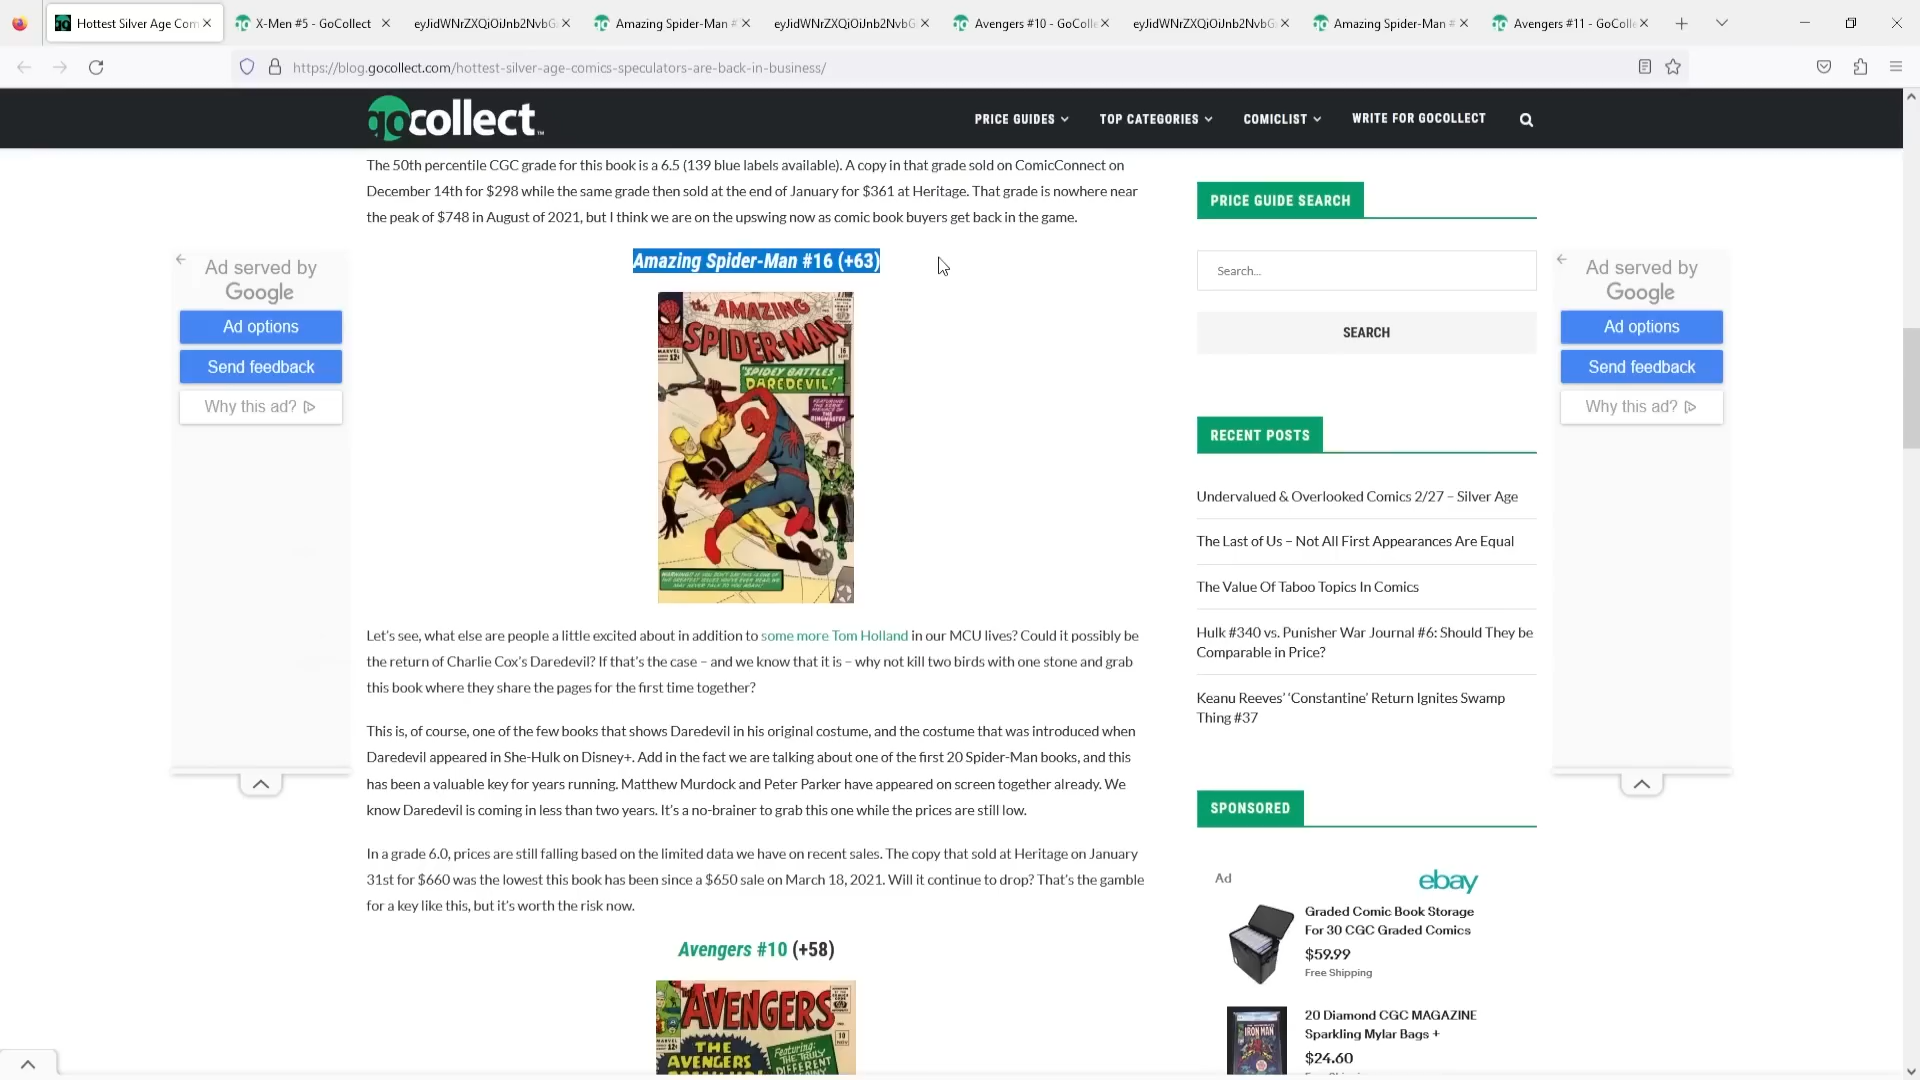 Hottest Silver Age Com
X-Men #5 - GoCollect
eyJidWNrZXQiOiJnb2NvbG
Amazing Spider-Man #
eyJidWNrZXQiOiJnb2NvbG
Avengers #10 - GoColle
eyJidWNrZXQiOiJnb2NvbG
Amazing Spider-Man #
Avengers #11 - GoColle
https://blog.gocollect.com/hottest-silver-age-comics-speculators-are-back-in-business/
gocollect™
PRICE GUIDES
TOP CATEGORIES
COMICLIST
WRITE FOR GOCOLLECT
The 50th percentile CGC grade for this book is a 6.5 (139 blue labels available). A copy in that grade sold on ComicConnect on
December 14th for $298 while the same grade then sold at the end of January for $361 at Heritage. That grade is nowhere near
the peak of $748 in August of 2021, but I think we are on the upswing now as comic book buyers get back in the game.
Amazing Spider-Man #16 (+63)
the AMAZING
SPIDER-MAN
MARVEL
12¢
16
"SPIDEY BATTLES
DAREDEVIL!"
FEATURING:
MENACE OF
THE
RINGMASTER
!!
Let's see, what else are people a little excited about in addition to some more Tom Holland in our MCU lives? Could it possibly be
the return of Charlie Cox's Daredevil? If that's the case – and we know that it is – why not kill two birds with one stone and grab
this book where they share the pages for the first time together?
This is, of course, one of the few books that shows Daredevil in his original costume, and the costume that was introduced when
Daredevil appeared in She-Hulk on Disney+. Add in the fact we are talking about one of the first 20 Spider-Man books, and this
has been a valuable key for years running. Matthew Murdock and Peter Parker have appeared on screen together already. We
know Daredevil is coming in less than two years. It's a no-brainer to grab this one while the prices are still low.
In a grade 6.0, prices are still falling based on the limited data we have on recent sales. The copy that sold at Heritage on January
31st for $660 was the lowest this book has been since a $650 sale on March 18, 2021. Will it continue to drop? That's the gamble
for a key like this, but it's worth the risk now.
Avengers #10 (+58)
THE AVENGERS
10
THE
AVENGERS
Featuring:
THE TRULY
DIFFERENT
Ad served by
Google
Ad options
Send feedback
Why this ad?
PRICE GUIDE SEARCH
Search...
SEARCH
RECENT POSTS
Undervalued & Overlooked Comics 2/27 – Silver Age
The Last of Us – Not All First Appearances Are Equal
The Value Of Taboo Topics In Comics
Hulk #340 vs. Punisher War Journal #6: Should They be
Comparable in Price?
Keanu Reeves' 'Constantine' Return Ignites Swamp
Thing #37
SPONSORED
Ad
ebay
Graded Comic Book Storage
For 30 CGC Graded Comics
$59.99
Free Shipping
20 Diamond CGC MAGAZINE
Sparkling Mylar Bags +
$24.60
IRON MAN
Ad served by
Google
Ad options
Send feedback
Why this ad?